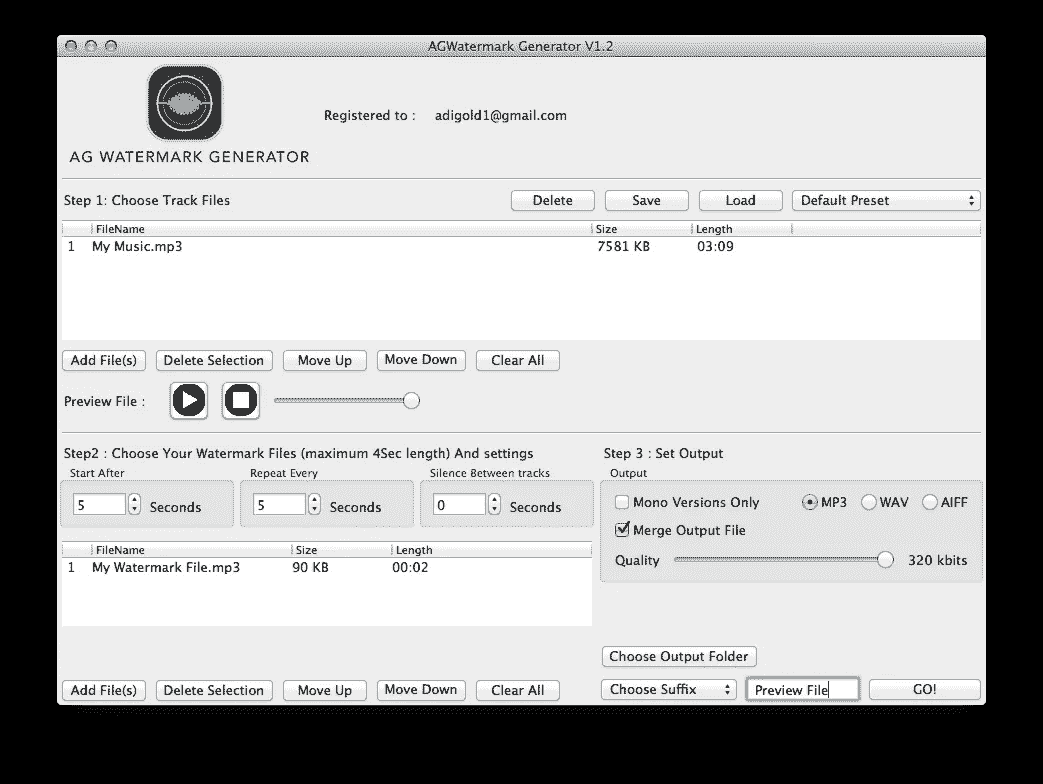 AGWatermark Generator V1.2
Registered to : adigold1@gmail.com
AG WATERMARK GENERATOR
Step 1: Choose Track Files Delete Save Load Default Preset
FileName Size Length
1 My Music.mp3 7581 KB 03:09
Add File(s) Delete Selection Move Up Move Down Clear All
Preview File :
Step2 : Choose Your Watermark Files (maximum 4Sec length) And settings
Start After Repeat Every Silence Between tracks
5 Seconds 5 Seconds 0 Seconds
FileName Size Length
1 My Watermark File.mp3 90 KB 00:02
Add File(s) Delete Selection Move Up Move Down Clear All
Step 3 : Set Output
Output
Mono Versions Only MP3 WAV AIFF
Merge Output File
Quality 320 kbits
Choose Output Folder
Choose Suffix Preview File GO!